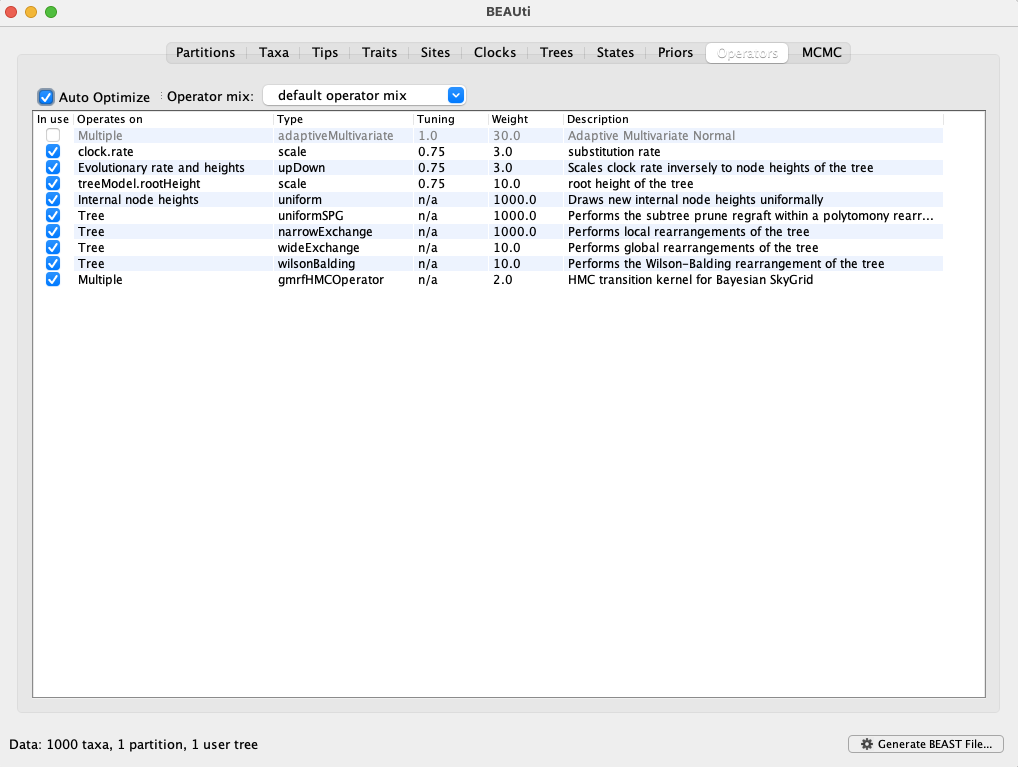 BEAUti
Partitions Taxa Tips Traits Sites Clocks Trees States Priors Operators MCMC
Auto Optimize Operator mix: default operator mix
In use Operates on Type Tuning Weight Description
Multiple adaptiveMultivariate 1.0 30.0 Adaptive Multivariate Normal
clock.rate scale 0.75 3.0 substitution rate
Evolutionary rate and heights upDown 0.75 3.0 Scales clock rate inversely to node heights of the tree
treeModel.rootHeight scale 0.75 10.0 root height of the tree
Internal node heights uniform n/a 1000.0 Draws new internal node heights uniformally
Tree uniformSPG n/a 1000.0 Performs the subtree prune regraft within a polytomony rearr...
Tree narrowExchange n/a 1000.0 Performs local rearrangements of the tree
Tree wideExchange n/a 10.0 Performs global rearrangements of the tree
Tree wilsonBalding n/a 10.0 Performs the Wilson-Balding rearrangement of the tree
Multiple gmrfHMCOperator n/a 2.0 HMC transition kernel for Bayesian SkyGrid
Data: 1000 taxa, 1 partition, 1 user tree
Generate BEAST File...